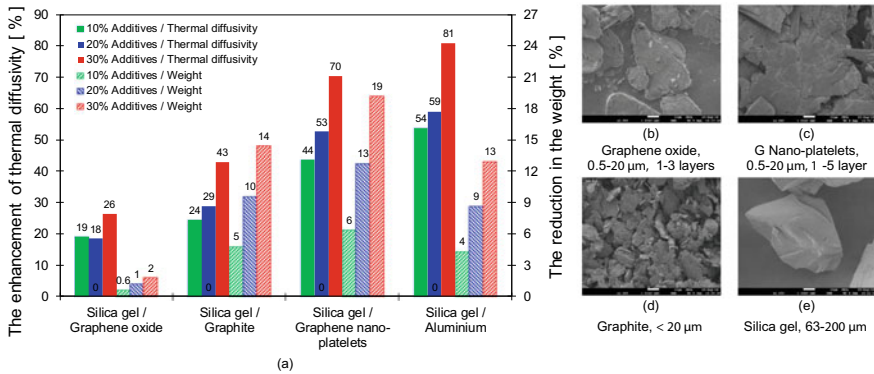 The enhancement of thermal diffusivity [ % ]
90
80
70
60
50
40
30
20
10
0
10% Additives / Thermal diffusivity
20% Additives / Thermal diffusivity
30% Additives / Thermal diffusivity
10% Additives / Weight
20% Additives / Weight
30% Additives / Weight
19 18 26 0.6 1 2
24 29 43 5 10 14
44 53 70 6 13 19
54 59 81 4 9 13
0 0 0 0
Silica gel /
Graphene oxide
Silica gel /
Graphite
Silica gel /
Graphene nano-
platelets
Silica gel /
Aluminium
27
24
21
18
15
12
9
6
3
0
The reduction in the weight [ % ]
(a)
(b)
Graphene oxide,
0.5-20 µm, 1-3 layers
(c)
G Nano-platelets,
0.5-20 µm, 1 -5 layer
(d)
Graphite, < 20 µm
(e)
Silica gel, 63-200 µm